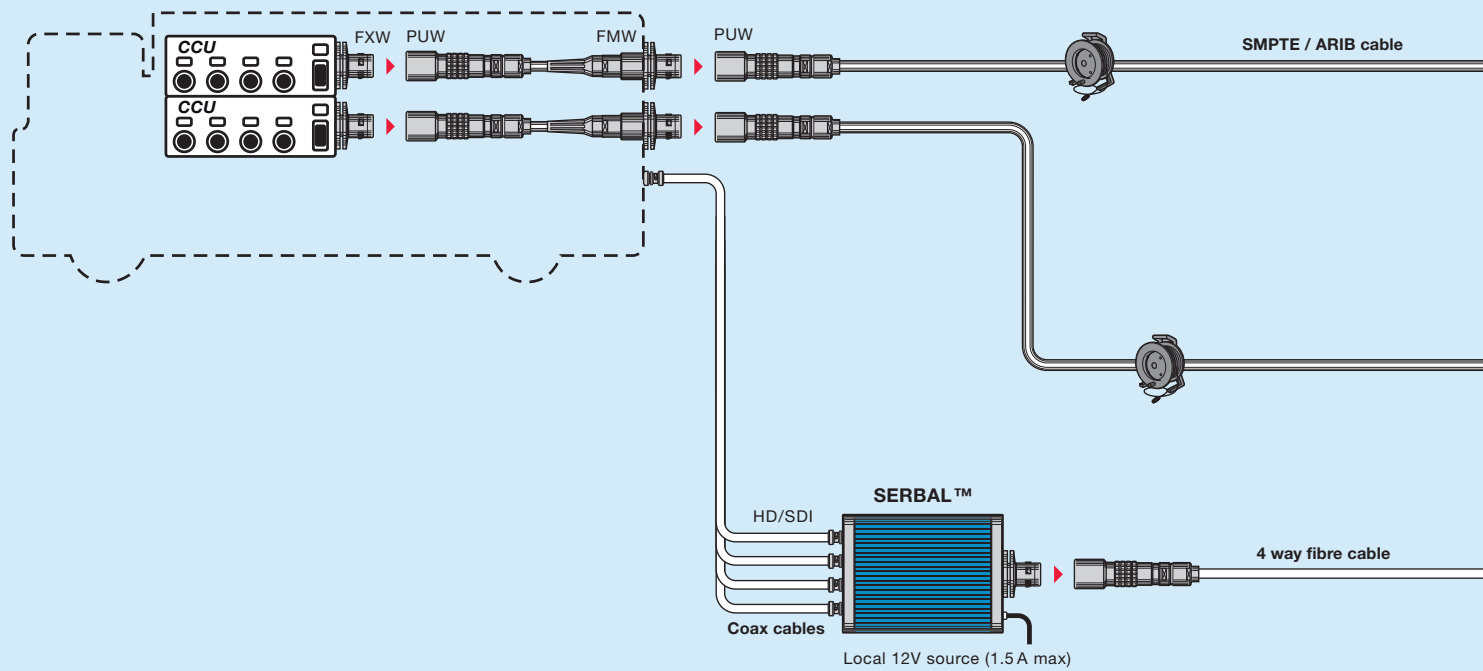 CCU
FXW
PUW
FMW
PUW
SMPTE / ARIB cable
CCU
SERBAL™
HD/SDI
4 way fibre cable
Coax cables
Local 12V source (1.5 A max)